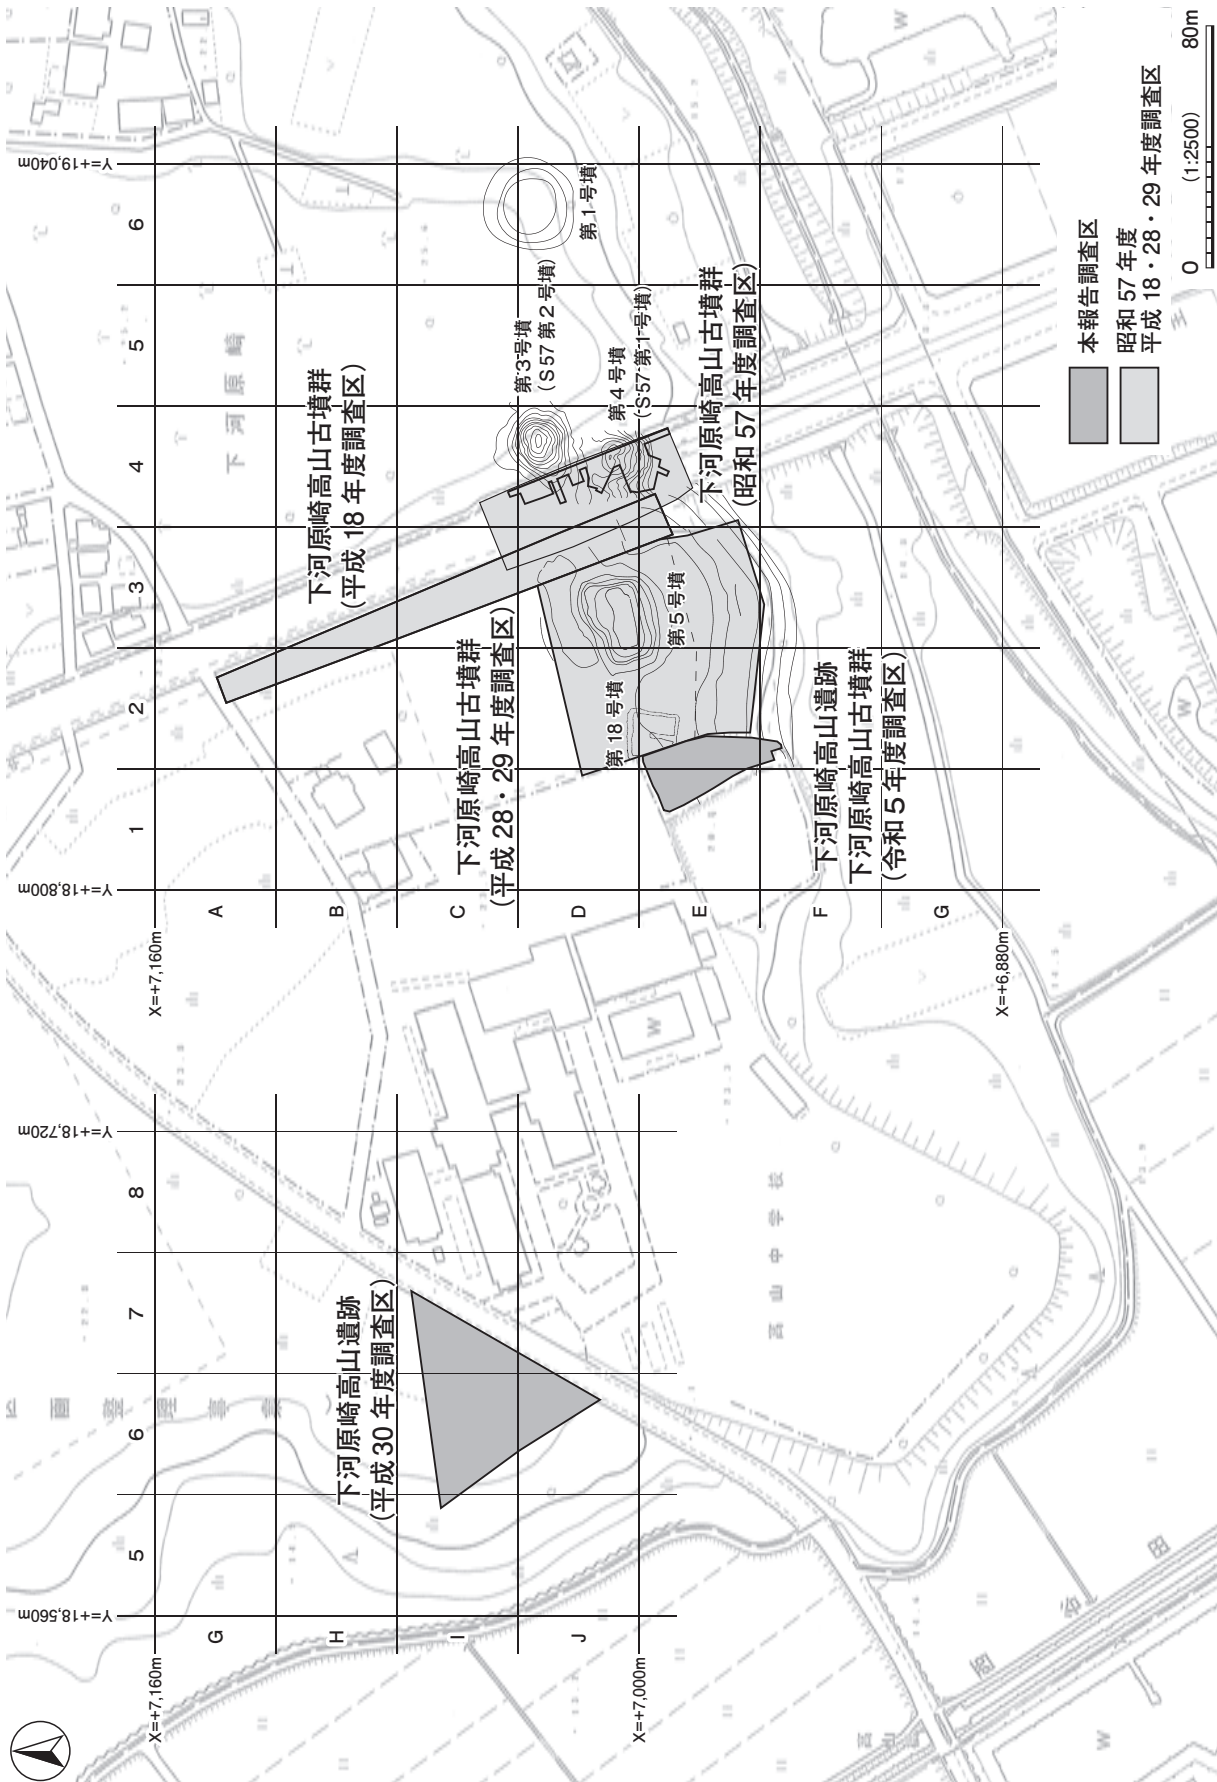 Y=+19,040m
Y=+18,800m
Y=+18,720m
Y=+18,560m
X=+7,160m
X=+6,880m
X=+7,160m
X=+7,000m
1
2
3
4
5
6
A
B
C
D
E
F
G
5
6
7
8
G
H
I
J
下河原崎
下河原崎高山古墳群
(平成 18 年度調査区)
下河原崎高山古墳群
(平成 28・29 年度調査区)
下河原崎高山古墳群
(昭和 57 年度調査区)
下河原崎高山遺跡
下河原崎高山古墳群
(令和 5 年度調査区)
下河原崎高山遺跡
(平成 30 年度調査区)
第1号墳
第3号墳
(S57 第2号墳)
第4号墳
(S57 第1号墳)
第5号墳
第18号墳
高山中学校
区画整理事業
W
W
W
W
本報告調査区
昭和 57 年度
平成 18・28・29 年度調査区
0
(1:2500)
80m